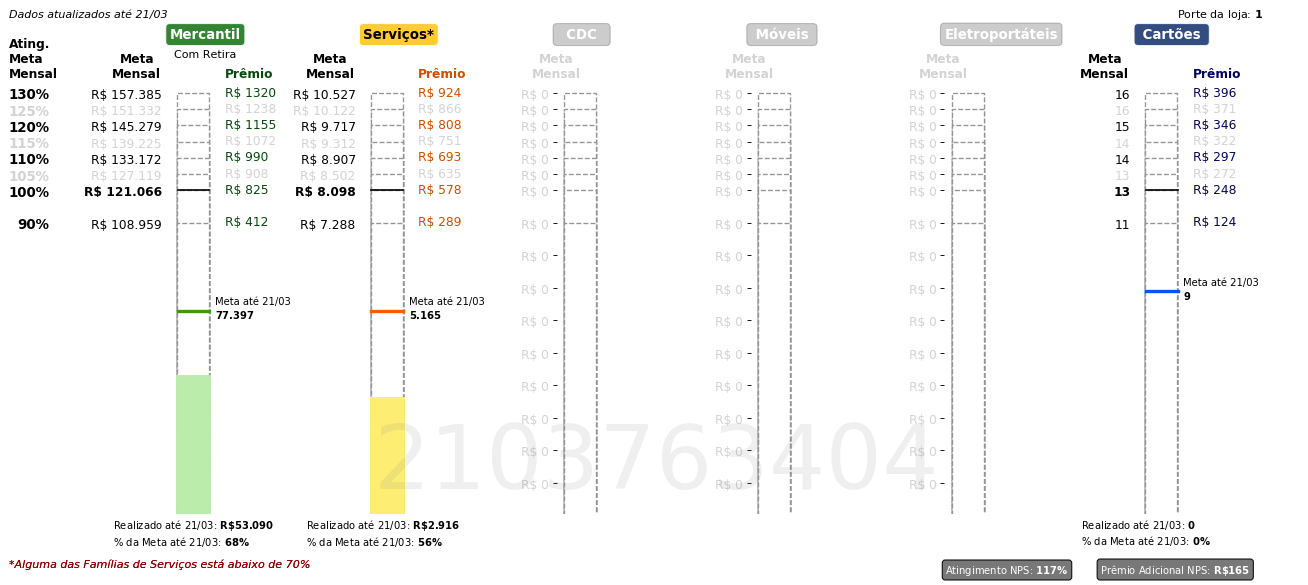 Dados atualizados até 21/03
Porte da loja: 1
Mercantil Serviços* CDC Móveis Eletroportáteis Cartões
Ating. Meta Mensal
Meta Mensal Com Retira Prêmio
Meta Mensal Prêmio
Meta Mensal
Meta Mensal
Meta Mensal
Meta Mensal Prêmio
130% R$ 157.385 R$ 1320 R$ 10.527 R$ 924 R$ 0 R$ 0 R$ 0 16 R$ 396
125% R$ 151.332 R$ 1238 R$ 10.122 R$ 866 R$ 0 R$ 0 R$ 0 16 R$ 371
120% R$ 145.279 R$ 1155 R$ 9.717 R$ 808 R$ 0 R$ 0 R$ 0 15 R$ 346
115% R$ 139.225 R$ 1072 R$ 9.312 R$ 751 R$ 0 R$ 0 R$ 0 14 R$ 322
110% R$ 133.172 R$ 990 R$ 8.907 R$ 693 R$ 0 R$ 0 R$ 0 14 R$ 297
105% R$ 127.119 R$ 908 R$ 8.502 R$ 635 R$ 0 R$ 0 R$ 0 13 R$ 272
100% R$ 121.066 R$ 825 R$ 8.098 R$ 578 R$ 0 R$ 0 R$ 0 13 R$ 248
90% R$ 108.959 R$ 412 R$ 7.288 R$ 289 R$ 0 R$ 0 R$ 0 11 R$ 124
R$ 0 R$ 0 R$ 0
Meta até 21/03
9
R$ 0 R$ 0 R$ 0
Meta até 21/03
77.397
Meta até 21/03
5.165
R$ 0 R$ 0 R$ 0
R$ 0 R$ 0 R$ 0
R$ 0 R$ 0 R$ 0
R$ 0 R$ 0 R$ 0
R$ 0 R$ 0 R$ 0
R$ 0 R$ 0 R$ 0
2103763404
Realizado até 21/03: R$53.090
% da Meta até 21/03: 68%
Realizado até 21/03: R$2.916
% da Meta até 21/03: 56%
Realizado até 21/03: 0
% da Meta até 21/03: 0%
*Alguma das Famílias de Serviços está abaixo de 70%
Atingimento NPS: 117%
Prêmio Adicional NPS: R$165